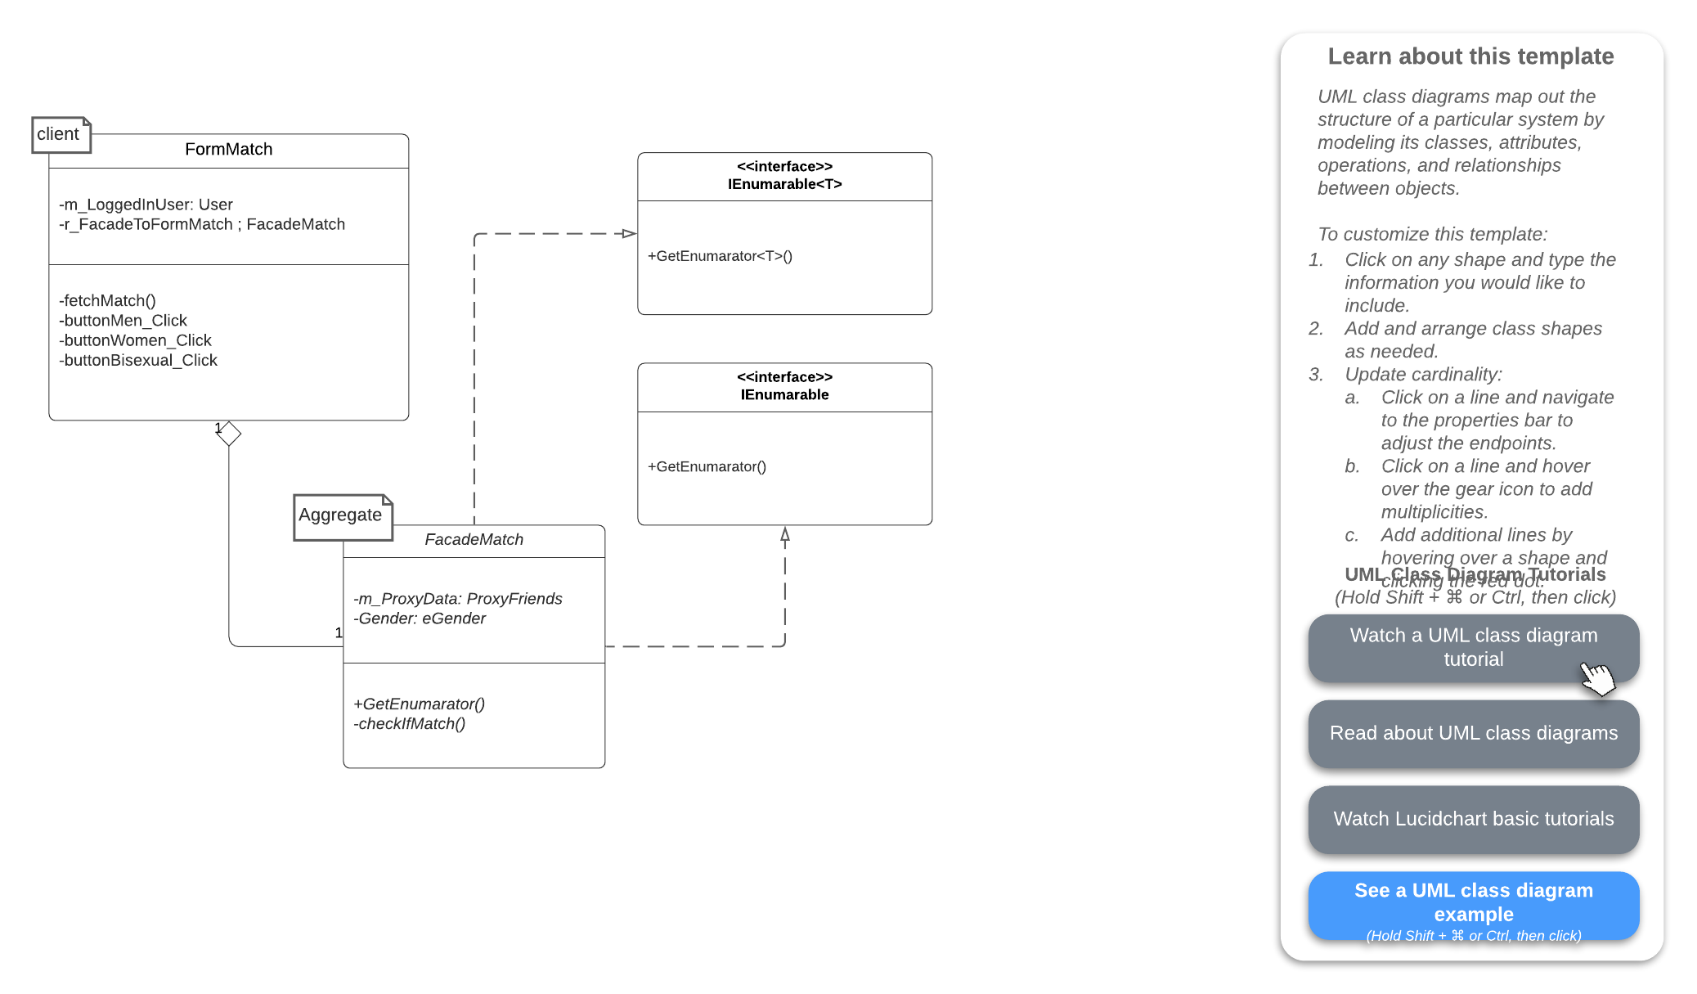 client
FormMatch
-m_LoggedInUser: User
-r_FacadeToFormMatch ; FacadeMatch
-fetchMatch()
-buttonMen_Click
-buttonWomen_Click
-buttonBisexual_Click
1
1
<<interface>>
IEnumarable<T>
+GetEnumarator<T>()
<<interface>>
IEnumarable
+GetEnumarator()
Aggregate
FacadeMatch
-m_ProxyData: ProxyFriends
-Gender: eGender
+GetEnumarator()
-checkIfMatch()
Learn about this template
UML class diagrams map out the
structure of a particular system by
modeling its classes, attributes,
operations, and relationships
between objects.
To customize this template:
1. Click on any shape and type the
information you would like to
include.
2. Add and arrange class shapes
as needed.
3. Update cardinality:
a. Click on a line and navigate
to the properties bar to
adjust the endpoints.
b. Click on a line and hover
over the gear icon to add
multiplicities.
c. Add additional lines by
hovering over a shape and
clicking the red dot.
UML Class Diagram Tutorials
(Hold Shift + ⌘ or Ctrl, then click)
Watch a UML class diagram
tutorial
Read about UML class diagrams
Watch Lucidchart basic tutorials
See a UML class diagram
example
(Hold Shift + ⌘ or Ctrl, then click)